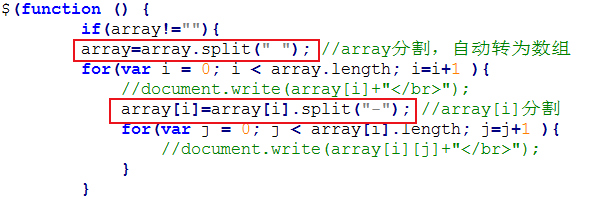 $(function () {
if(array!=""){
array=array.split(" "); //array分割，自动转为数组
for(var i = 0; i < array.length; i=i+1 ){
//document.write(array[i]+"</br>");
array[i]=array[i].split("-"); //array[i]分割
for(var j = 0; j < array[i].length; j=j+1 ){
//document.write(array[i][j]+"</br>");
}
}